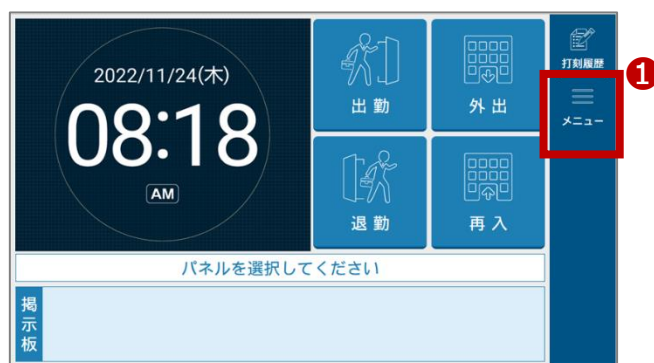 2022/11/24(木)
08:18
AM
出勤
外出
退勤
再入
打刻履歴
メニュー
1
パネルを選択してください
掲示板